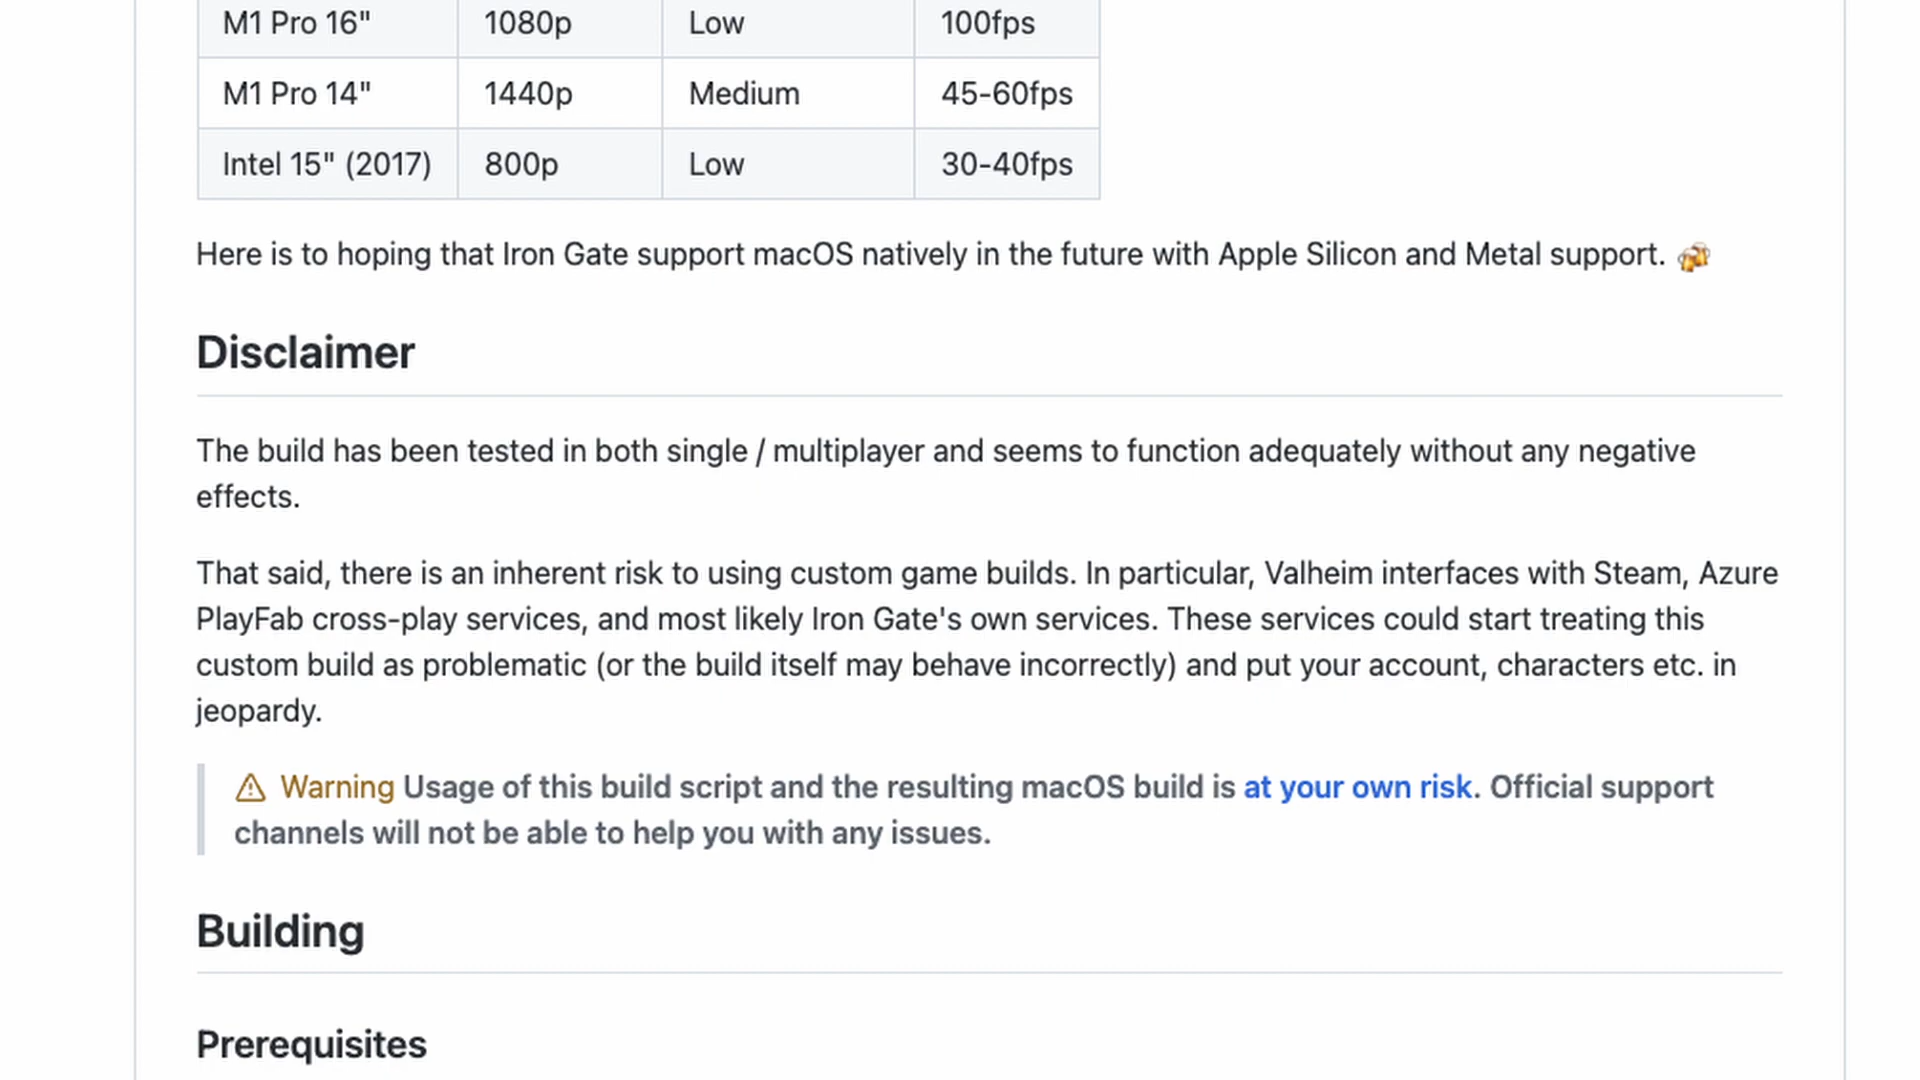 M1 Pro 16" 1080p Low 100fps
M1 Pro 14" 1440p Medium 45-60fps
Intel 15" (2017) 800p Low 30-40fps
Here is to hoping that Iron Gate support macOS natively in the future with Apple Silicon and Metal support. 🍻
Disclaimer
The build has been tested in both single / multiplayer and seems to function adequately without any negative
effects.
That said, there is an inherent risk to using custom game builds. In particular, Valheim interfaces with Steam, Azure
PlayFab cross-play services, and most likely Iron Gate's own services. These services could start treating this
custom build as problematic (or the build itself may behave incorrectly) and put your account, characters etc. in
jeopardy.
⚠ Warning Usage of this build script and the resulting macOS build is at your own risk. Official support
channels will not be able to help you with any issues.
Building
Prerequisites